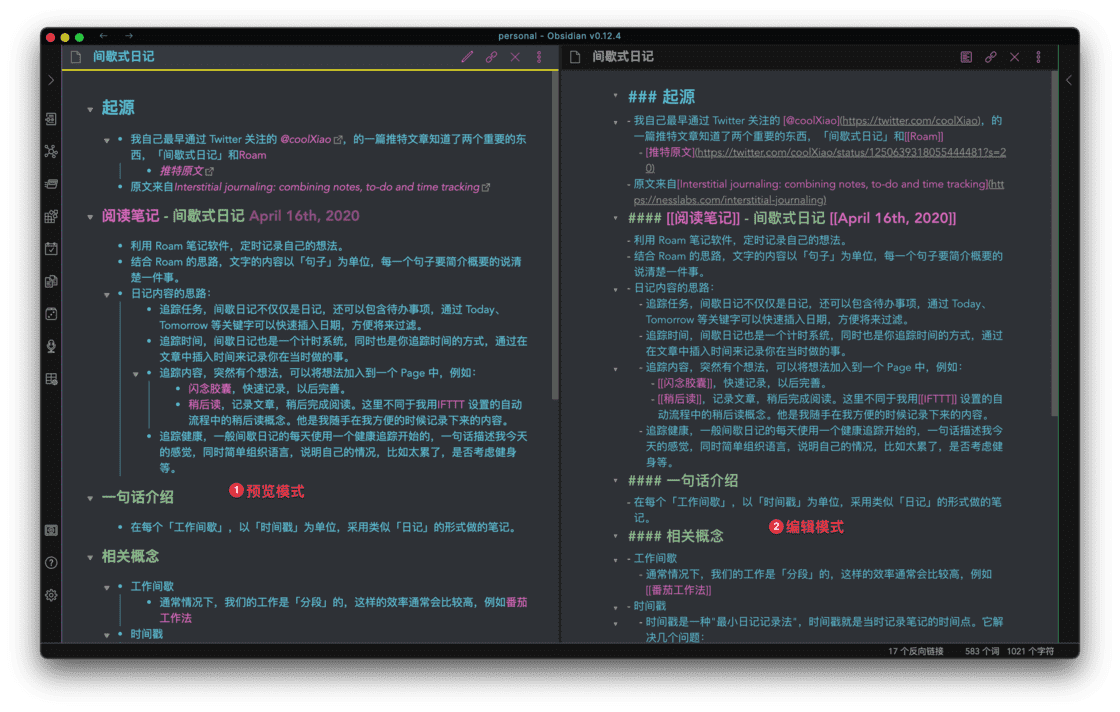 personal - Obsidian v0.12.4
间歇式日记
起源
我自己最早通过 Twitter 关注的 @coolXiao，的一篇推特文章知道了两个重要的东
西，「间歇式日记」和Roam
推特原文
原文来自Interstitial journaling: combining notes, to-do and time tracking
阅读笔记 - 间歇式日记 April 16th, 2020
利用 Roam 笔记软件，定时记录自己的想法。
结合 Roam 的思路，文字的内容以「句子」为单位，每一个句子要简介概要的说清
楚一件事。
日记内容的思路：
追踪任务，间歇日记不仅仅是日记，还可以包含待办事项，通过 Today、
Tomorrow 等关键字可以快速插入日期，方便将来过滤。
追踪时间，间歇日记也是一个计时系统，同时也是你追踪时间的方式，通过在
文章中插入时间来记录你在当时做的事。
追踪内容，突然有个想法，可以将想法加入到一个 Page 中，例如：
闪念胶囊，快速记录，以后完善。
稍后读，记录文章，稍后完成阅读。这里不同于我用IFTTT 设置的自动
流程中的稍后读概念。他是我随手在我方便的时候记录下来的内容。
追踪健康，一般间歇日记的每天使用一个健康追踪开始的，一句话描述我今天
的感觉，同时简单组织语言，说明自己的情况，比如太累了，是否考虑健身
等。
一句话介绍
1 预览模式
在每个「工作间歇」，以「时间戳」为单位，采用类似「日记」的形式做的笔记。
相关概念
工作间歇
通常情况下，我们的工作是「分段」的，这样的效率通常会比较高，例如番茄
工作法
时间戳
间歇式日记
### 起源
- 我自己最早通过 Twitter 关注的 [@coolXiao](https://twitter.com/coolXiao)，的
一篇推特文章知道了两个重要的东西，「间歇式日记」和[[Roam]]
- [推特原文](https://twitter.com/coolXiao/status/1250639318055444481?s=2
0)
- 原文来自[Interstitial journaling: combining notes, to-do and time tracking](htt
ps://nesslabs.com/interstitial-journaling)
#### [[阅读笔记]] - 间歇式日记 [[April 16th, 2020]]
- 利用 Roam 笔记软件，定时记录自己的想法。
- 结合 Roam 的思路，文字的内容以「句子」为单位，每一个句子要简介概要的
说清楚一件事。
- 日记内容的思路：
- 追踪任务，间歇日记不仅仅是日记，还可以包含待办事项，通过 Today、
Tomorrow 等关键字可以快速插入日期，方便将来过滤。
- 追踪时间，间歇日记也是一个计时系统，同时也是你追踪时间的方式，通过
在文章中插入时间来记录你在当时做的事。
- 追踪内容，突然有个想法，可以将想法加入到一个 Page 中，例如：
- [[闪念胶囊]]，快速记录，以后完善。
- [[稍后读]]，记录文章，稍后完成阅读。这里不同于我用[[IFTTT]] 设置的自
动流程中的稍后读概念。他是我随手在我方便的时候记录下来的内容。
- 追踪健康，一般间歇日记的每天使用一个健康追踪开始的，一句话描述我今
天的感觉，同时简单组织语言，说明自己的情况，比如太累了，是否考虑健
身等。
#### 一句话介绍
- 在每个「工作间歇」，以「时间戳」为单位，采用类似「日记」的形式做的笔
记。
2 编辑模式
#### 相关概念
- 工作间歇
- 通常情况下，我们的工作是「分段」的，这样的效率通常会比较高，例如
[[番茄工作法]]
- 时间戳
- 时间戳是一种"最小日记记录法"，时间戳就是当时记录笔记的时间点。它解
决几个问题：
17 个反向链接 583 个词 1021 个字符